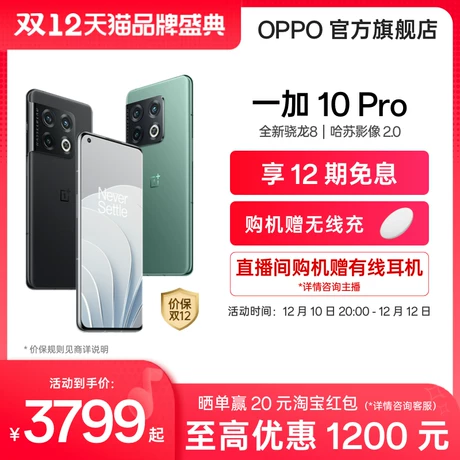 双12天猫品牌盛典
OPPO 官方旗舰店
一加 10 Pro
全新骁龙8 | 哈苏影像 2.0
享 12 期免息
购机赠无线充
直播间购机赠有线耳机
*详情咨询主播
活动时间：12 月 10 日 20:00 - 12 月 12 日
Never
Settle
价保
双12
* 价保规则见商详说明
活动到手价：
¥3799起
晒单赢 20 元淘宝红包 (*详情咨询客服)
至高优惠 1200 元